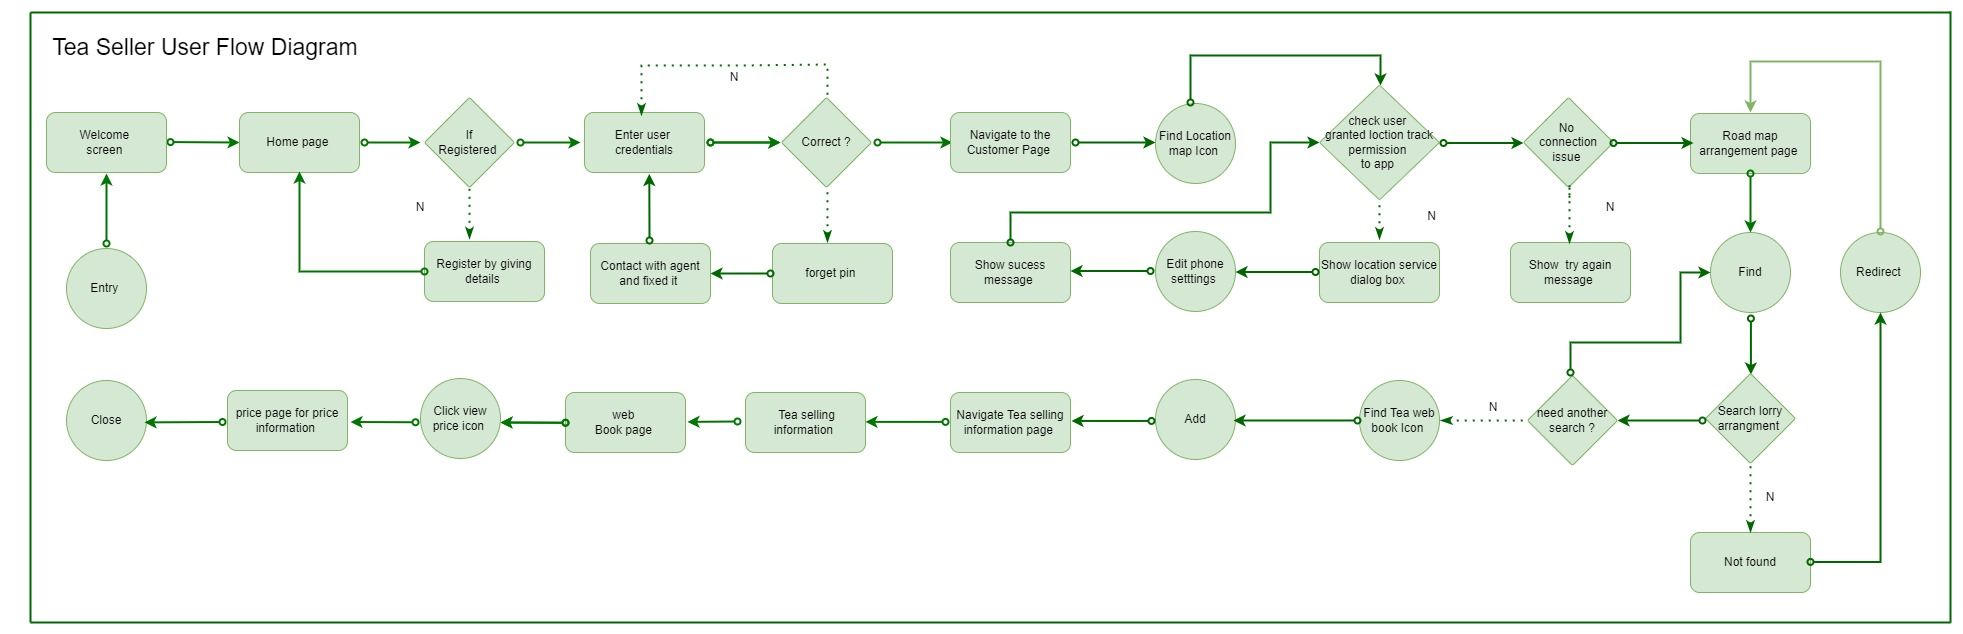 Tea Seller User Flow Diagram
N
Welcome
screen
Home page
If
Registered
Enter user
credentials
Correct ?
Navigate to the
Customer Page
Find Location
map Icon
check user
granted loction track
permission
to app
No
connection
issue
Road map
arrangement page
N
N
N
Entry
Register by giving
details
Contact with agent
and fixed it
forget pin
Show sucess
message
Edit phone
setttings
Show location service
dialog box
Show try again
message
Find
Redirect
Close
price page for price
information
Click view
price icon
web
Book page
Tea selling
information
Navigate Tea selling
information page
Add
Find Tea web
book Icon
N
need another
search ?
Search lorry
arrangment
N
Not found